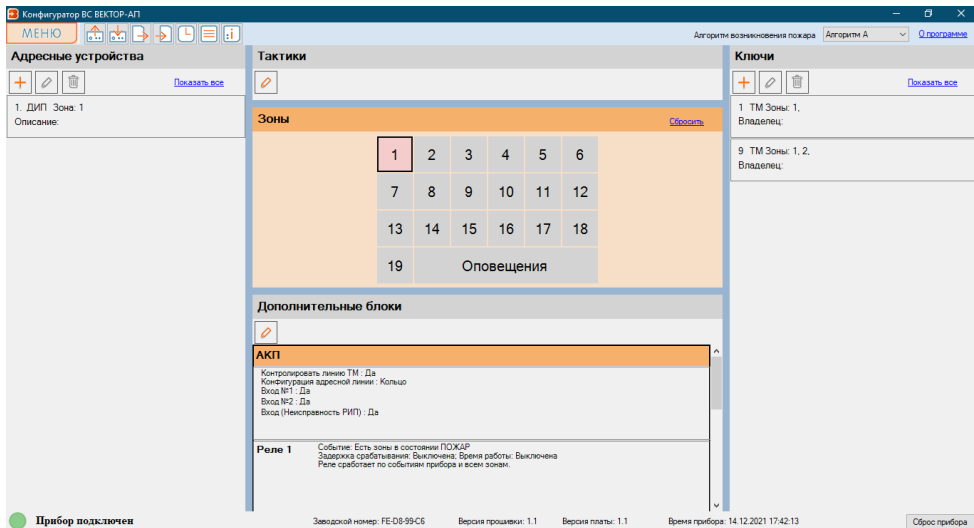 Конфигуратор ВС ВЕКТОР-АП
МЕНЮ
Алгоритм возникновения пожара Алгоритм А О программе
Адресные устройства
Показать все
1. ДИП Зона: 1
Описание:
Тактики
Зоны Сбросить
1 2 3 4 5 6
7 8 9 10 11 12
13 14 15 16 17 18
19 Оповещения
Дополнительные блоки
АКП
Контролировать линию ТМ : Да
Конфигурация адресной линии : Кольцо
Вход №1 : Да
Вход №2 : Да
Вход (Неисправность РИП) : Да
Реле 1
Событие: Есть зоны в состоянии ПОЖАР
Задержка срабатывания: Выключена; Время работы: Выключена
Реле сработает по событиям прибора и всем зонам.
Ключи
Показать все
1 ТМ Зоны: 1,
Владелец:
9 ТМ Зоны: 1, 2,
Владелец:
Прибор подключен Заводской номер: FE-D8-99-C6 Версия прошивки: 1.1 Версия платы: 1.1 Время прибора: 14.12.2021 17:42:13 Сброс прибора